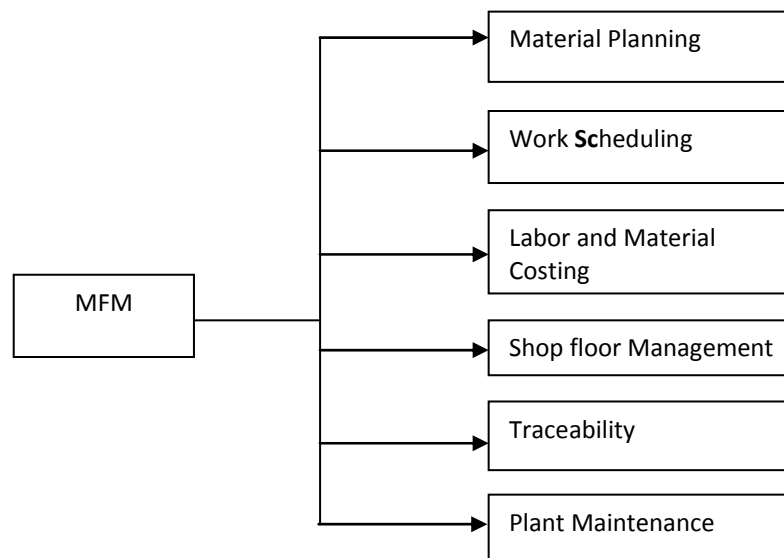 Material Planning
Work Scheduling
Labor and Material
Costing
MFM
Shop floor Management
Traceability
Plant Maintenance